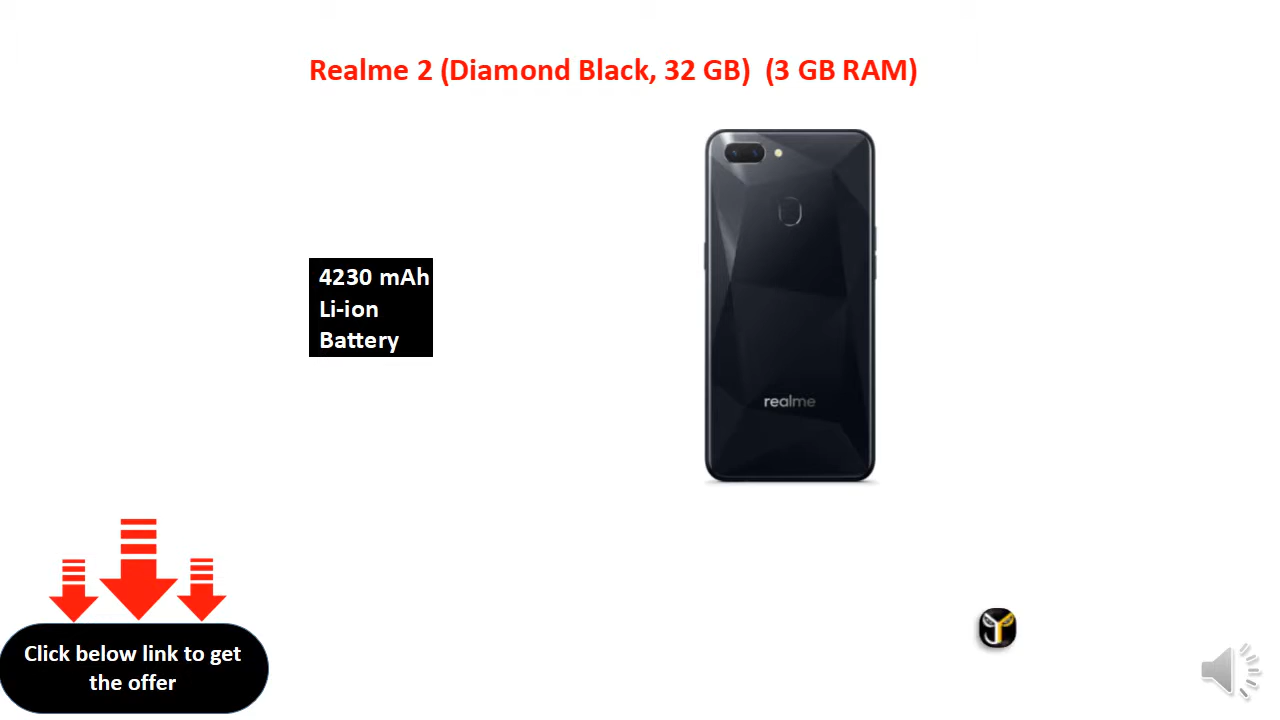 Realme 2 (Diamond Black, 32 GB)  (3 GB RAM)
4230 mAh
Li-ion
Battery
realme
Click below link to get
the offer